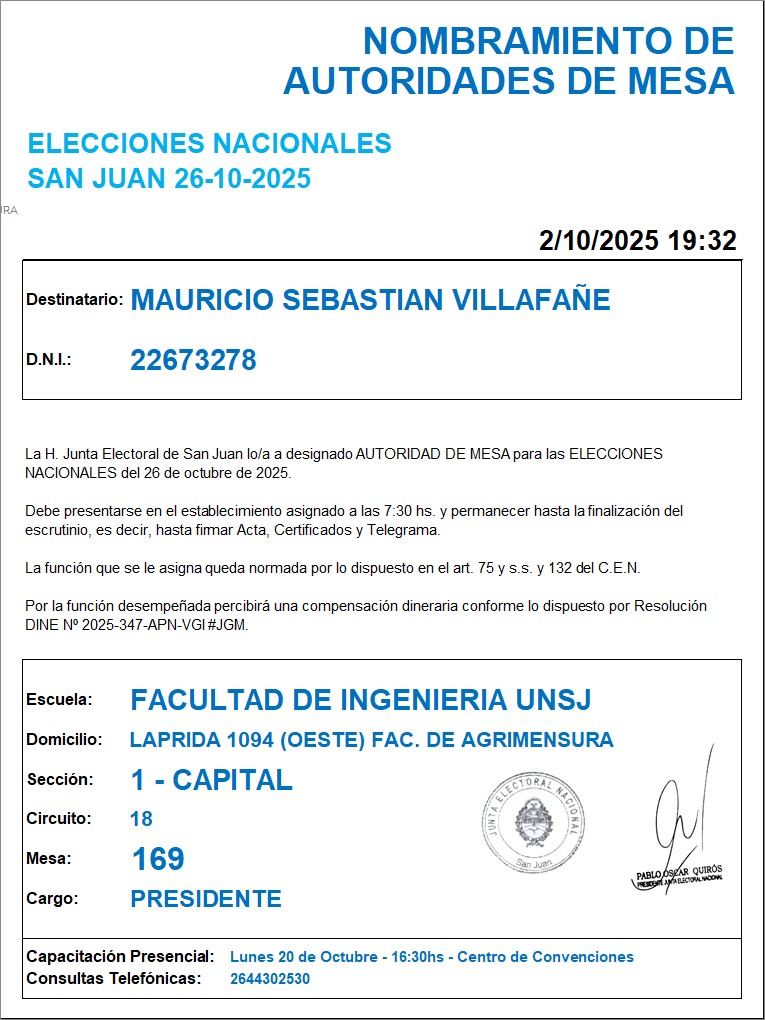 NOMBRAMIENTO DE
AUTORIDADES DE MESA
ELECCIONES NACIONALES
SAN JUAN 26-10-2025
URA
2/10/2025 19:32
Destinatario: MAURICIO SEBASTIAN VILLAFAÑE
D.N.I.: 22673278
La H. Junta Electoral de San Juan lo/a a designado AUTORIDAD DE MESA para las ELECCIONES
NACIONALES del 26 de octubre de 2025.
Debe presentarse en el establecimiento asignado a las 7:30 hs. y permanecer hasta la finalización del
escrutinio, es decir, hasta firmar Acta, Certificados y Telegrama.
La función que se le asigna queda normada por lo dispuesto en el art. 75 y s.s. y 132 del C.E.N.
Por la función desempeñada percibirá una compensación dineraria conforme lo dispuesto por Resolución
DINE Nº 2025-347-APN-VGI#JGM.
Escuela: FACULTAD DE INGENIERIA UNSJ
Domicilio: LAPRIDA 1094 (OESTE) FAC. DE AGRIMENSURA
Sección: 1 - CAPITAL
Circuito: 18
Mesa: 169
Cargo: PRESIDENTE
JUNTA ELECTORAL NACIONAL
San Juan
PABLO OSCAR QUIRÓS
PRESIDENTE JUNTA ELECTORAL NACIONAL
Capacitación Presencial: Lunes 20 de Octubre - 16:30hs - Centro de Convenciones
Consultas Telefónicas: 2644302530